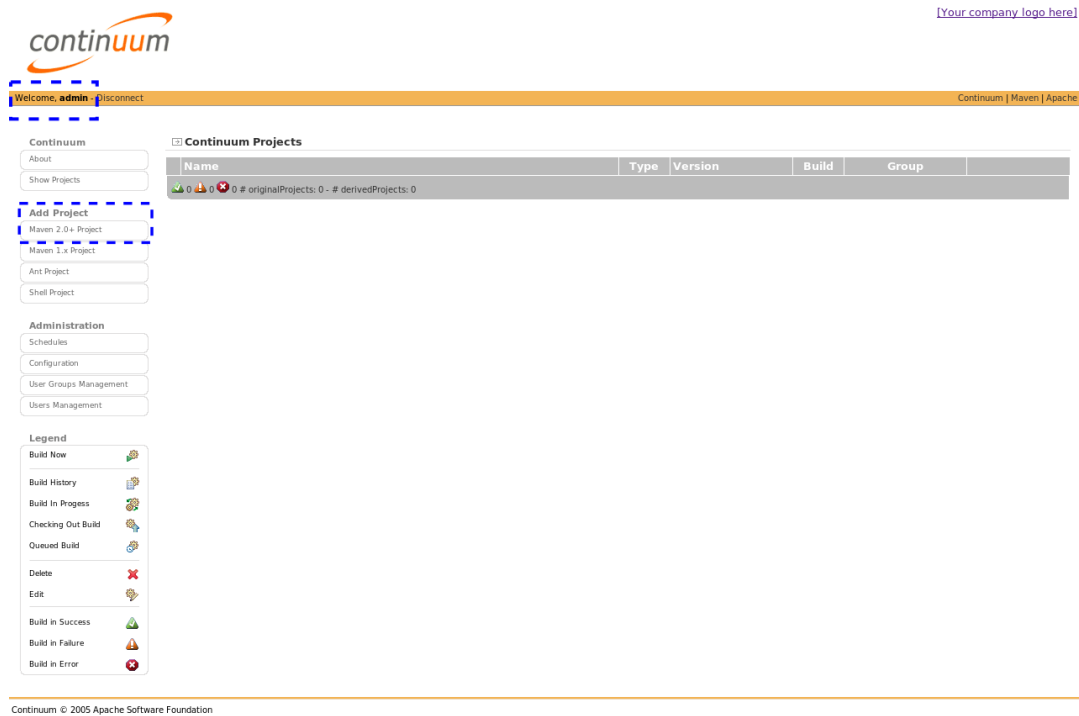 [Your company logo here]
continuum
Welcome, admin - Disconnect
Continuum | Maven | Apache
Continuum
About
Show Projects
Add Project
Maven 2.0+ Project
Maven 1.x Project
Ant Project
Shell Project
Administration
Schedules
Configuration
User Groups Management
Users Management
Legend
Build Now
Build History
Build In Progess
Checking Out Build
Queued Build
Delete
Edit
Build in Success
Build in Failure
Build in Error
Continuum Projects
Name Type Version Build Group
0 0 0 # originalProjects: 0 - # derivedProjects: 0
Continuum © 2005 Apache Software Foundation